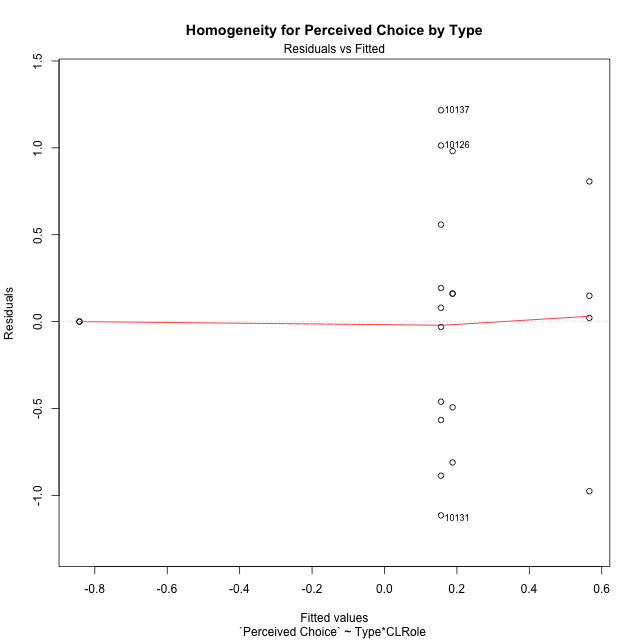 Homogeneity for Perceived Choice by Type
Residuals vs Fitted
1.5
1.0
0.5
0.0
-0.5
-1.0
Residuals
10137
10126
10131
-0.8 -0.6 -0.4 -0.2 0.0 0.2 0.4 0.6
Fitted values
`Perceived Choice` ~ Type*CLRole